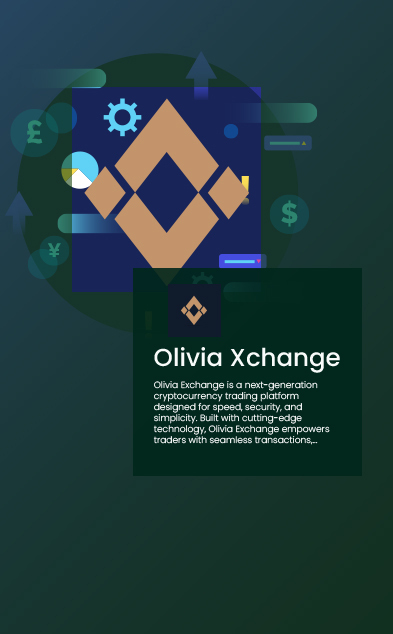 £
$
¥
Olivia Xchange
Olivia Exchange is a next-generation
cryptocurrency trading platform
designed for speed, security, and
simplicity. Built with cutting-edge
technology, Olivia Exchange empowers
traders with seamless transactions,...